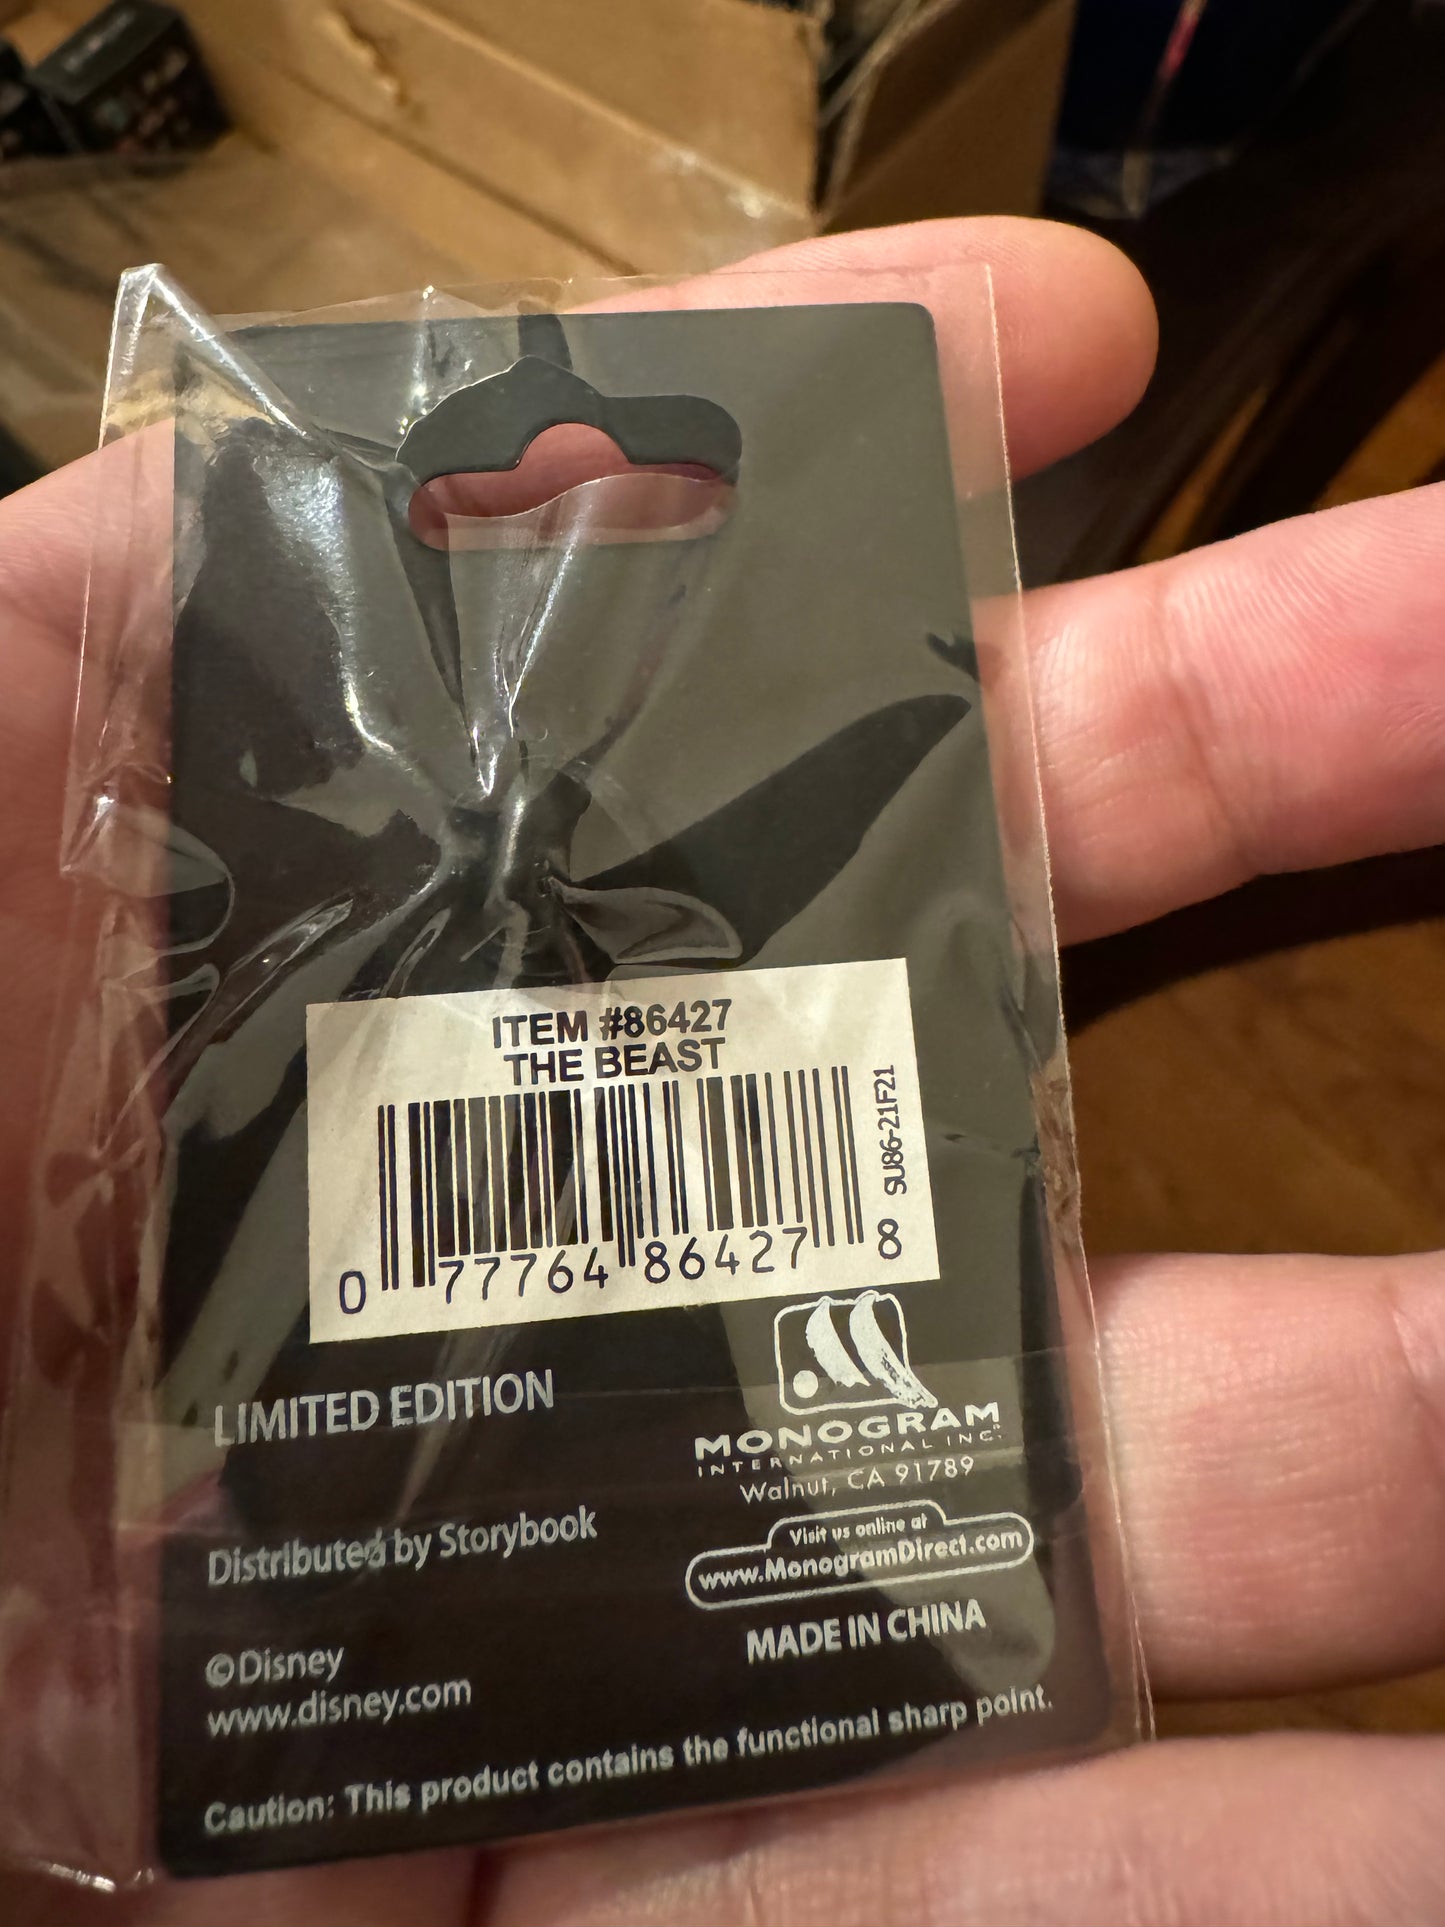 ITEM #86427
THE BEAST
0 77764 86427 8
SU86-21F21
LIMITED EDITION
MONOGRAM
INTERNATIONAL INC.
Walnut, CA 91789
Distributed by Storybook
Visit us online at
www.MonogramDirect.com
MADE IN CHINA
©Disney
www.disney.com
Caution: This product contains the functional sharp point.